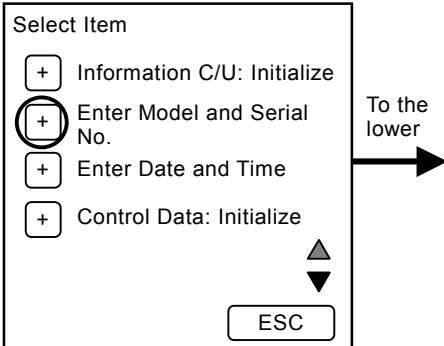 Select Item
+ Information C/U: Initialize
+ Enter Model and Serial
No.
+ Enter Date and Time
+ Control Data: Initialize
ESC
To the
lower